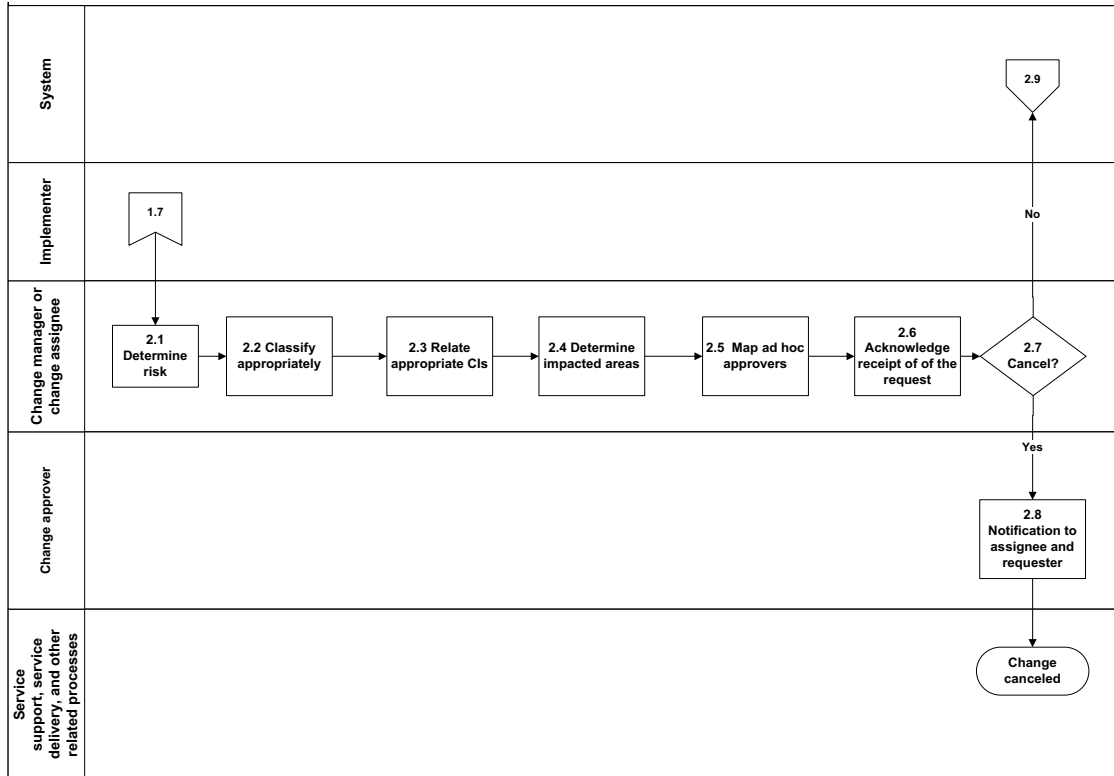 System
2.9
Implementer
1.7
No
Change manager or
change assignee
2.1
Determine
risk
2.2 Classify
appropriately
2.3 Relate
appropriate CIs
2.4 Determine
impacted areas
2.5 Map ad hoc
approvers
2.6
Acknowledge
receipt of of the
request
2.7
Cancel?
Yes
Change approver
2.8
Notification to
assignee and
requester
Service
support, service
delivery, and other
related processes
Change
canceled